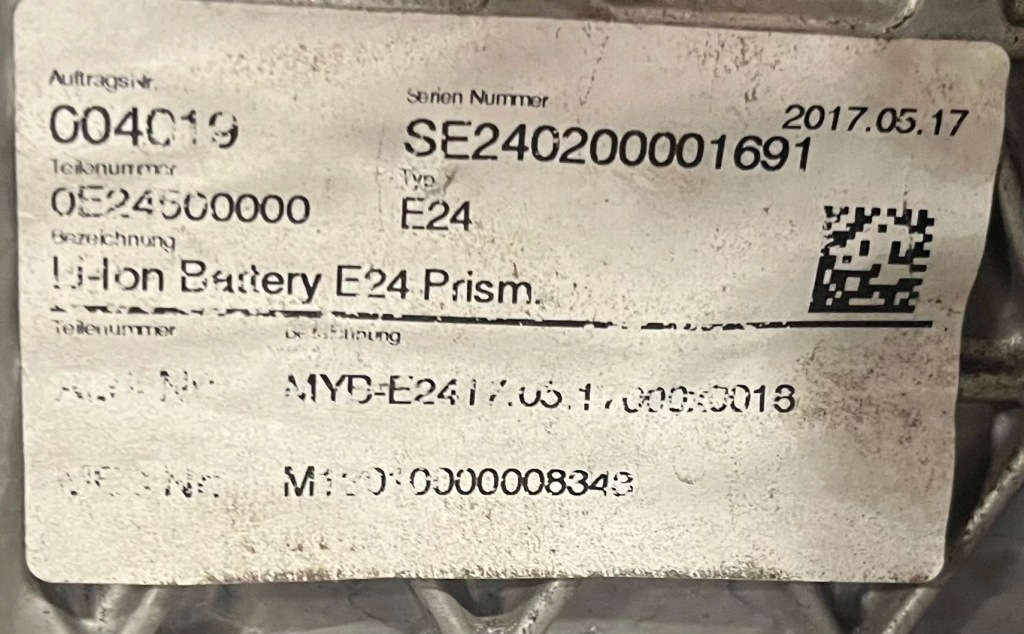 Auftragsnr.
004019
Serien Nummer
2017.05.17
SE240200001691
Teilenummer
Typ
0E24500000
E24
Bezeichnung
Li-Ion Battery E24 Prism.
Teilenummer
Bezeichnung